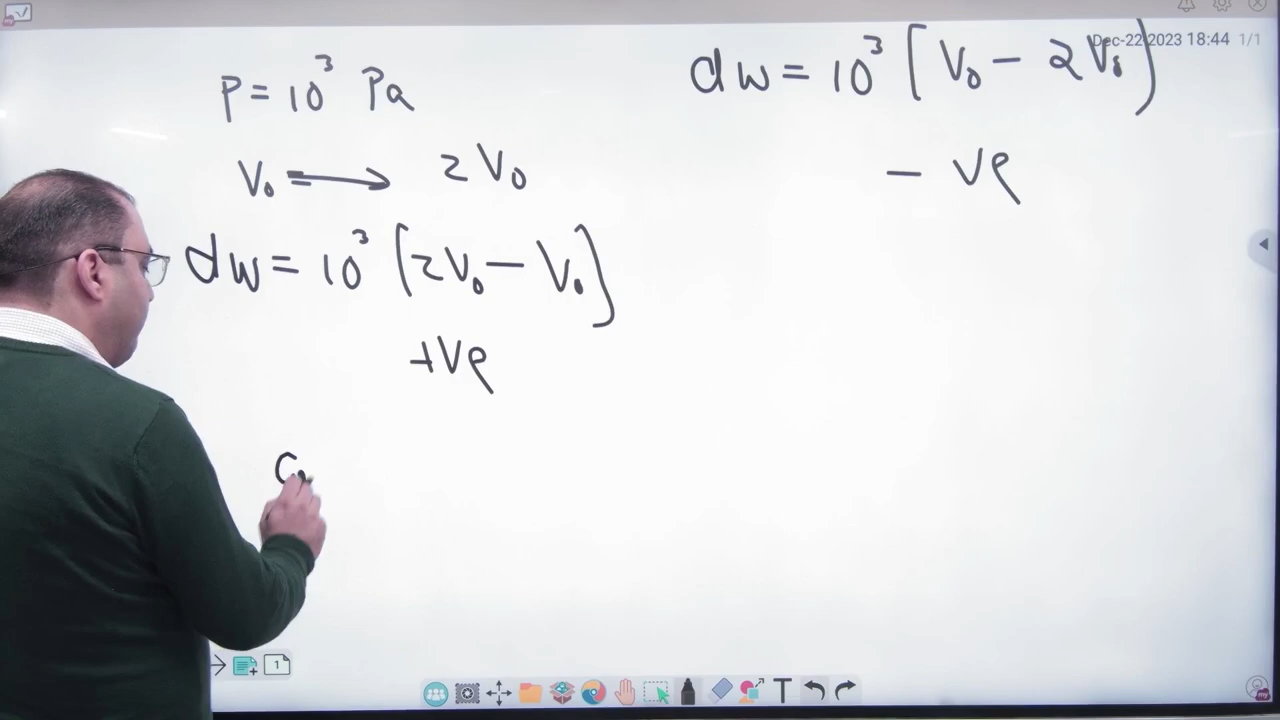 Dec-22 2023 18:44 1/1
P = 10³ Pa
V₀ ⟹ 2V₀
dw = 10³ [2V₀ − V₀]
+ve
dw = 10³ [V₀ − 2V₀]
− ve
1
T